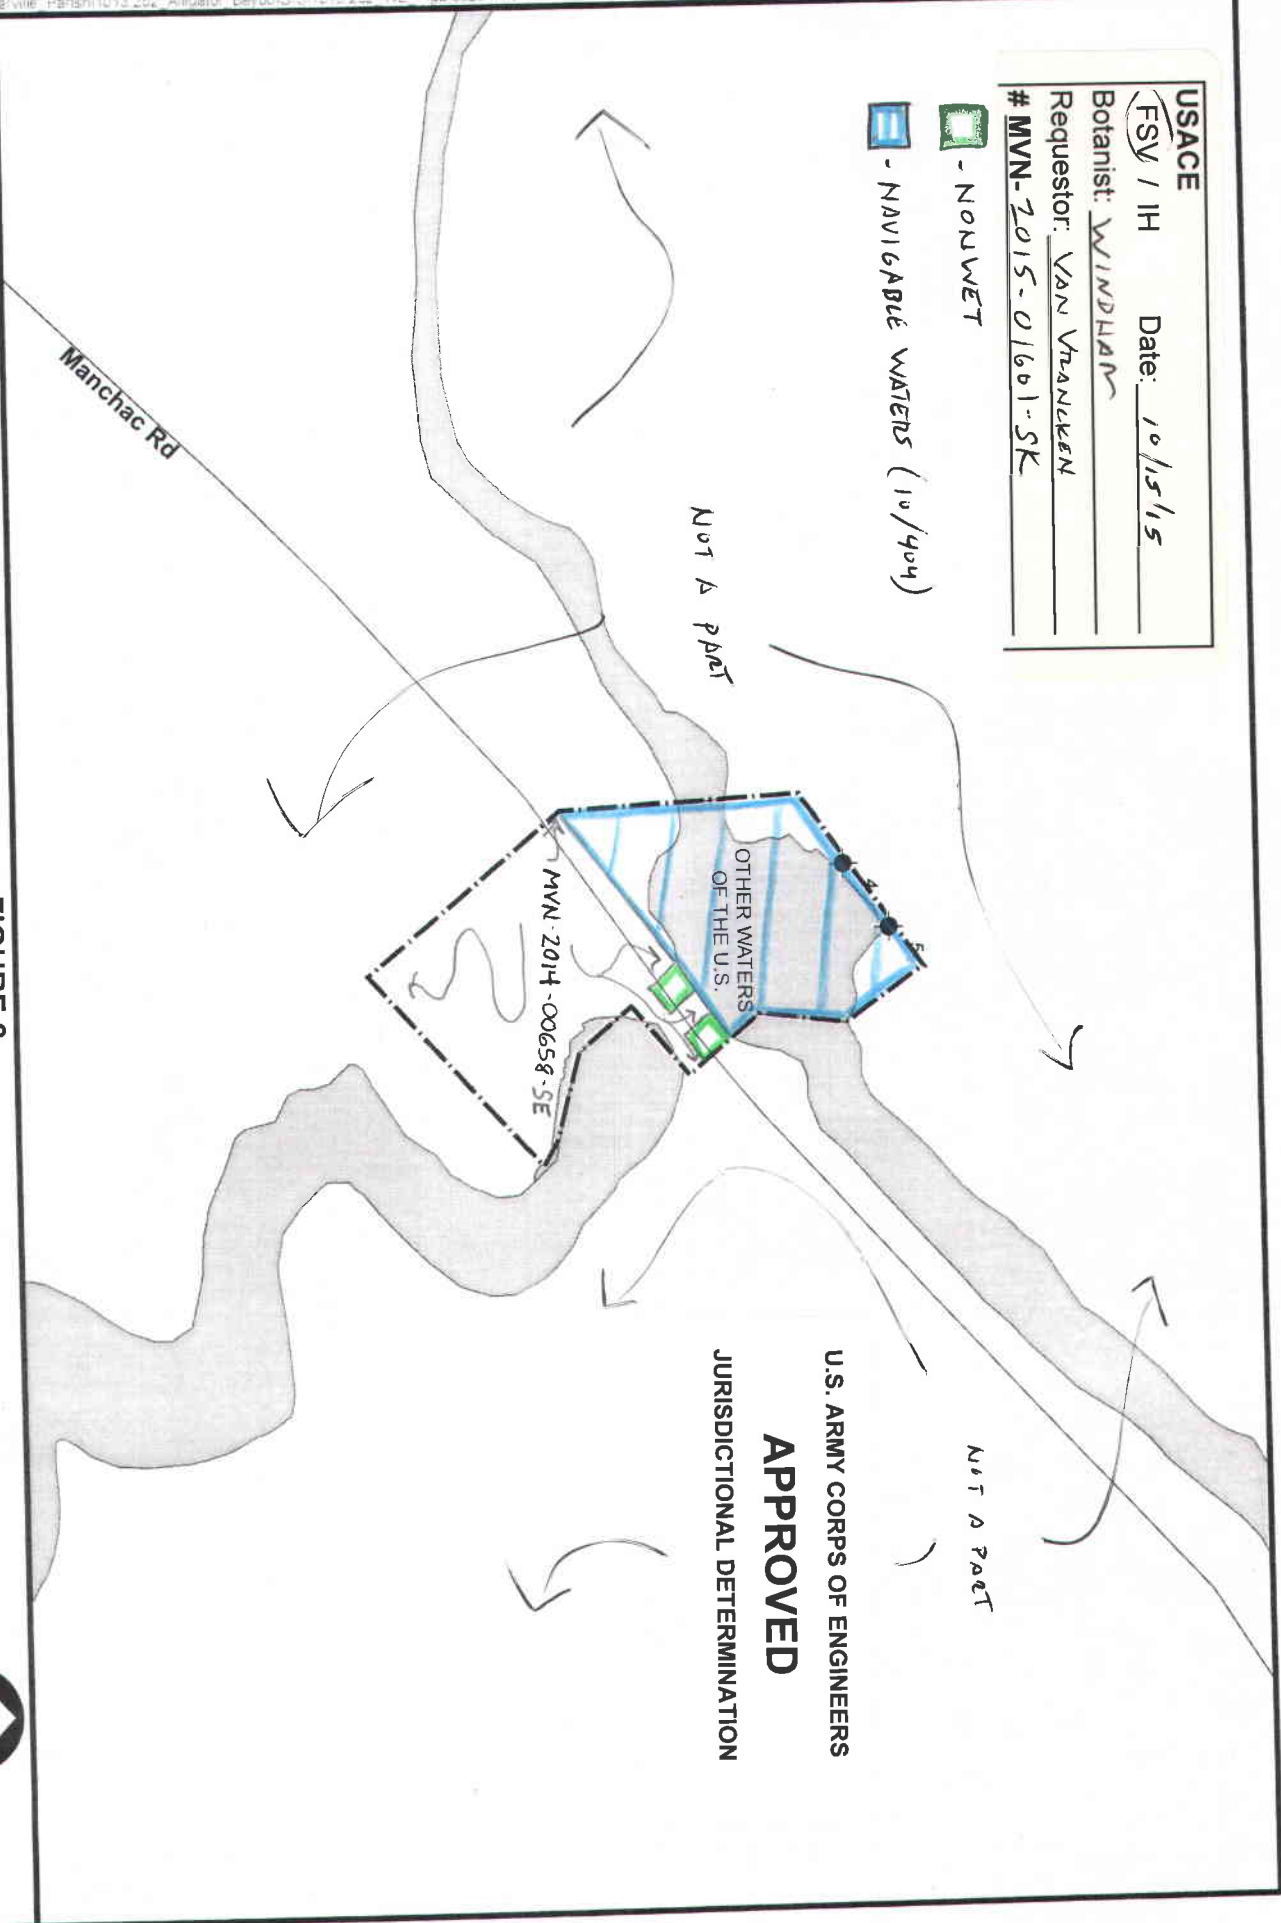 USACE
FSV / IH Date: 10/15/15
Botanist: WINDHAM
Requestor: VAN VRANCKEN
# MVN-2015-01601-SK
- NONWET
- NAVIGABLE WATERS (10/404)
NOT A PART
Manchac Rd
OTHER WATERS
OF THE U.S.
4
5
MVN-2014-00658-SE
U.S. ARMY CORPS OF ENGINEERS
APPROVED
JURISDICTIONAL DETERMINATION
NOT A PART